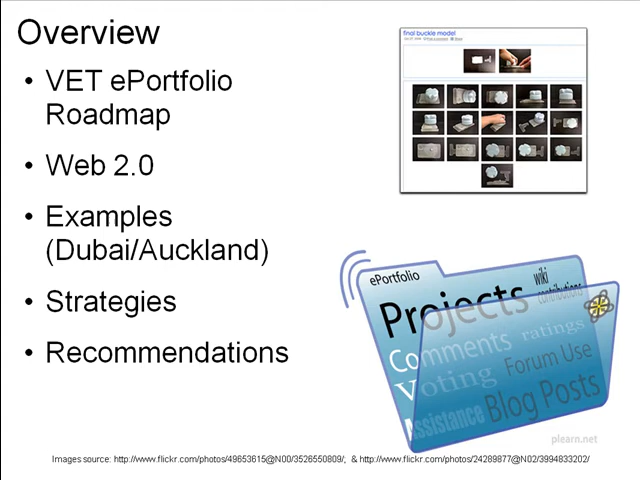 Overview
• VET ePortfolio
Roadmap
• Web 2.0
• Examples
(Dubai/Auckland)
• Strategies
• Recommendations
final buckle model
ePortfolio
Projects
wiki
contributions
Comments
ratings
Voting
Forum Use
Assistance
Blog Posts
plearn.net
Images source: http://www.flickr.com/photos/49653615@N00/3526550809/; & http://www.flickr.com/photos/24289877@N02/3994833202/